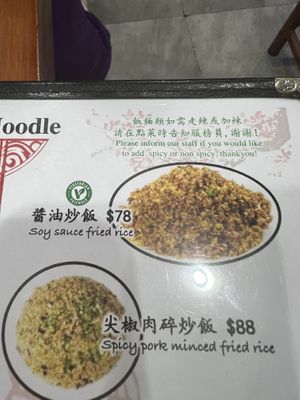 Noodle
飯麵類如需走辣或加辣
請在點菜時告知服務員,謝謝!
Please inform our staff if you would like
to add spicy or non spicy, thankyou!
醬油炒飯 $78
Soy sauce fried rice
尖椒肉碎炒飯 $88
Spicy pork minced fried rice